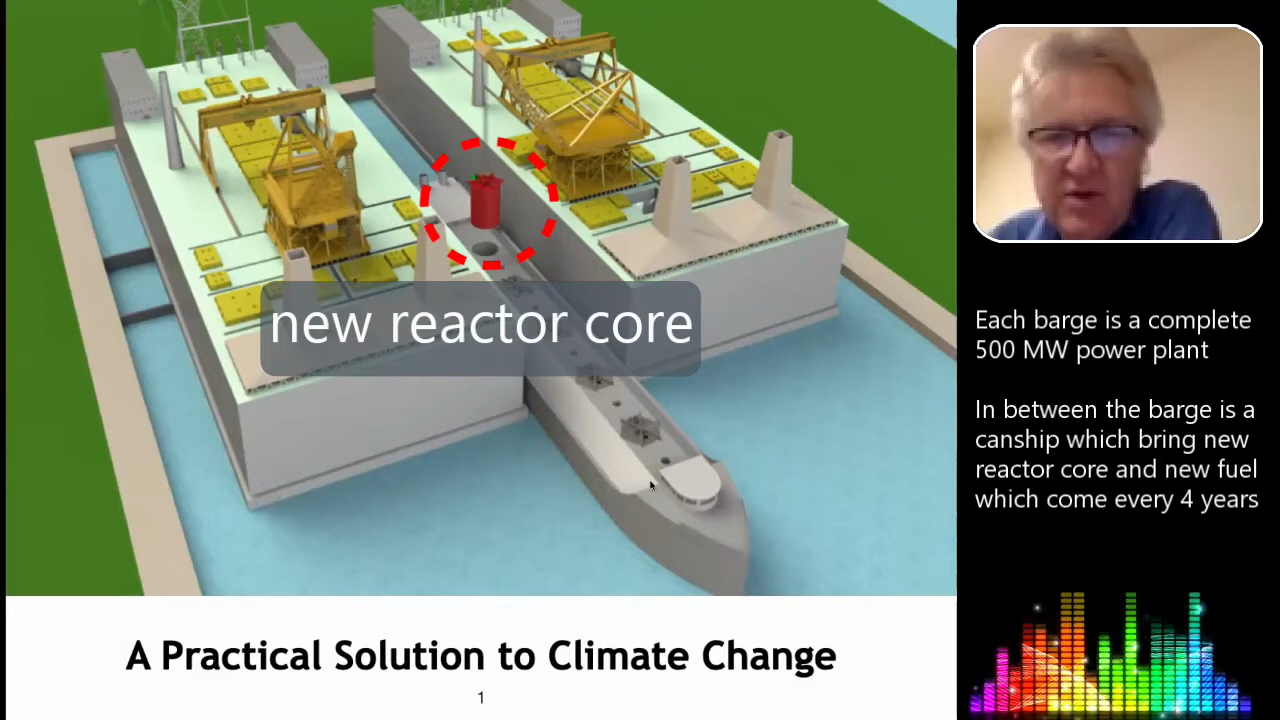 new reactor core
Each barge is a complete
500 MW power plant
In between the barge is a
canship which bring new
reactor core and new fuel
which come every 4 years
A Practical Solution to Climate Change
1